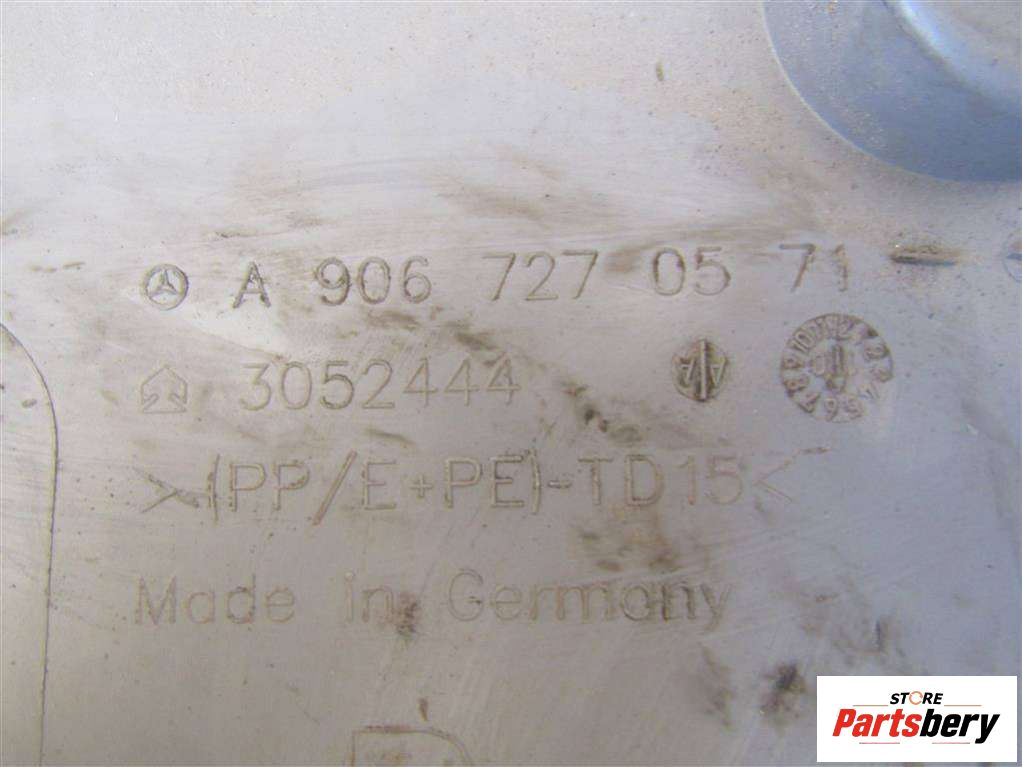 A 906 727 05 71
3052444
>(PP/E+PE)-TD15<
Made in Germany
STORE
Partsbery